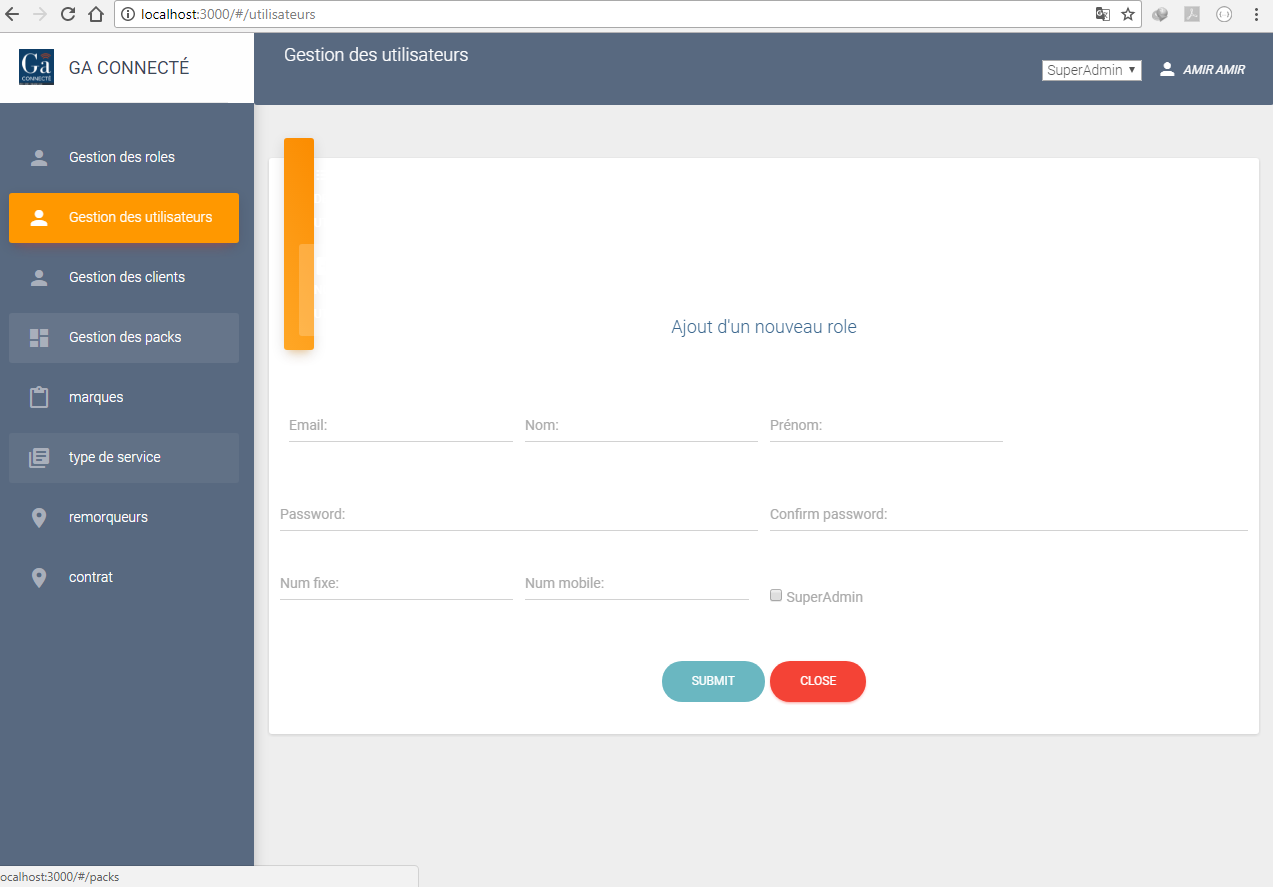 localhost:3000/#/utilisateurs
Ga
CONNECTÉ
GA CONNECTÉ
Gestion des utilisateurs
SuperAdmin
AMIR AMIR
Gestion des roles
Gestion des utilisateurs
Gestion des clients
Gestion des packs
marques
type de service
remorqueurs
contrat
Ajout d'un nouveau role
Email: Nom: Prénom:
Password: Confirm password:
Num fixe: Num mobile: SuperAdmin
SUBMIT CLOSE
ocalhost:3000/#/packs